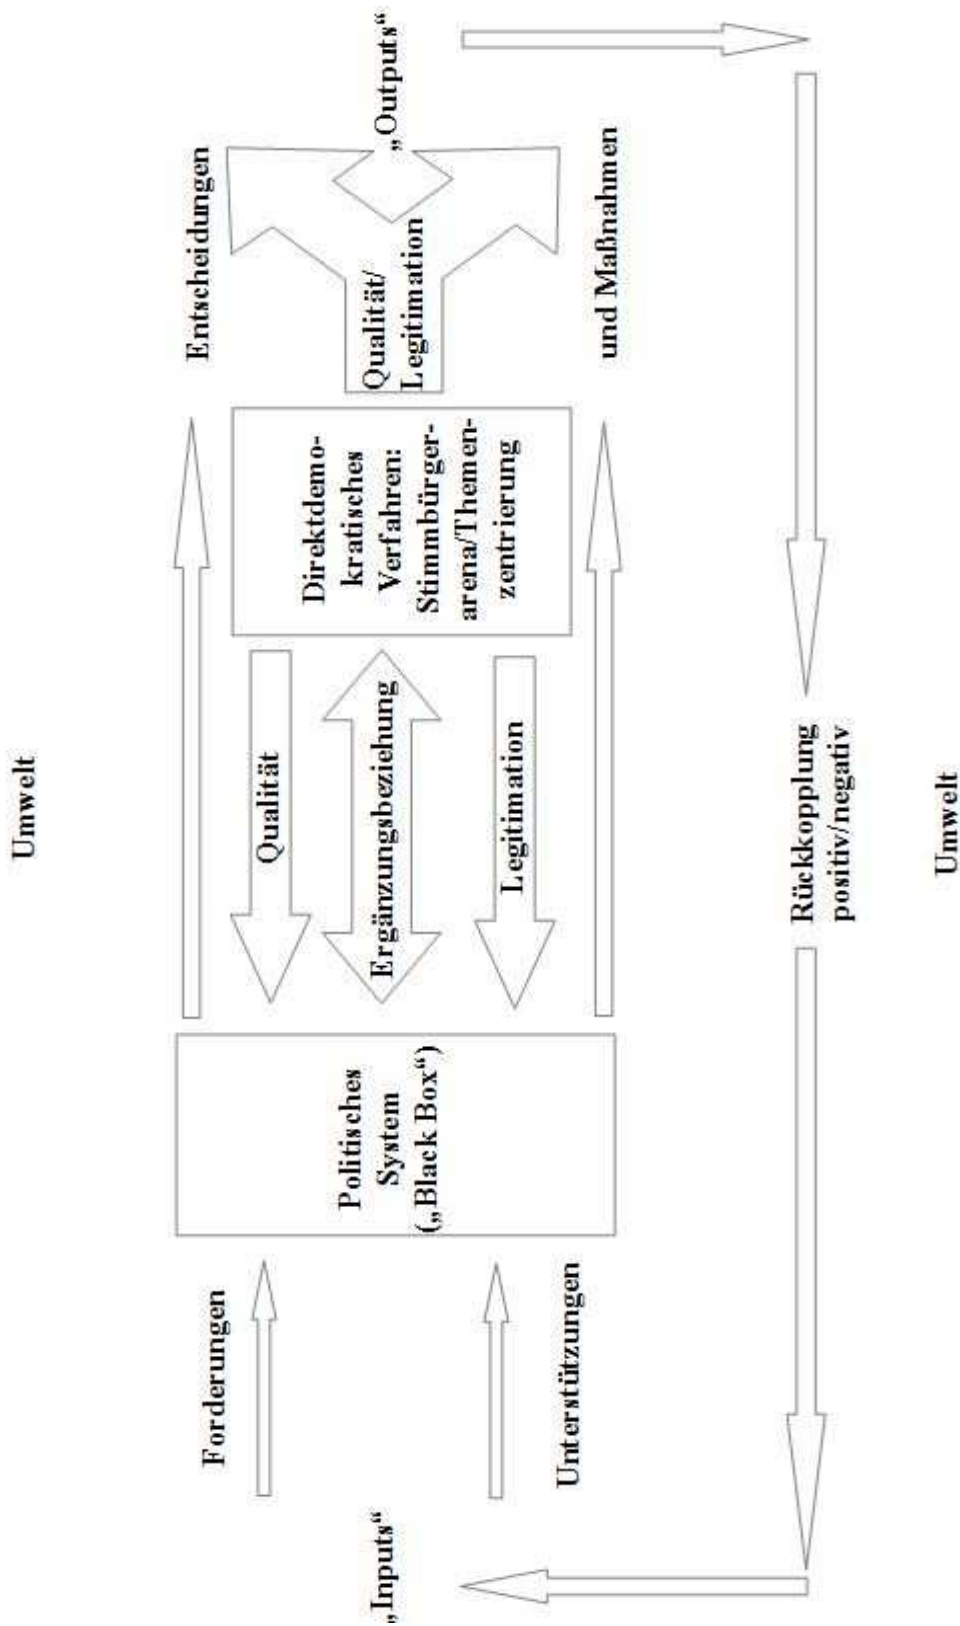 Umwelt
„Inputs“
Forderungen
Unterstützungen
Politisches
System
(„Black Box“)
Qualität
Ergänzungsbeziehung
Legitimation
Direktdemo-
kratisches
Verfahren:
Stimmbürger-
arena/Themen-
zentrierung
Qualität/
Legitimation
Entscheidungen
„Outputs“
und Maßnahmen
Rückkopplung
positiv/negativ
Umwelt